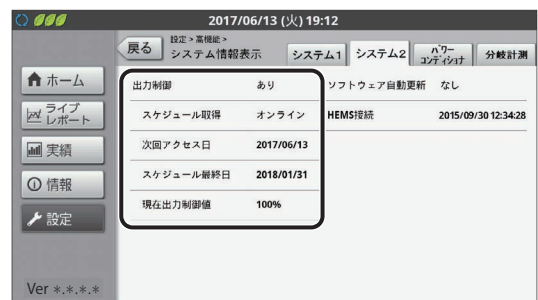 2017/06/13 (火) 19:12
戻る
設定 > 高機能 >
システム情報表示
システム1
システム2
パワー
コンディショナ
分岐計測
ホーム
ライブ
レポート
実績
情報
設定
Ver *.*.*.*
出力制御 あり
スケジュール取得 オンライン
次回アクセス日 2017/06/13
スケジュール最終日 2018/01/31
現在出力制御値 100%
ソフトウェア自動更新 なし
HEMS接続 2015/09/30 12:34:28